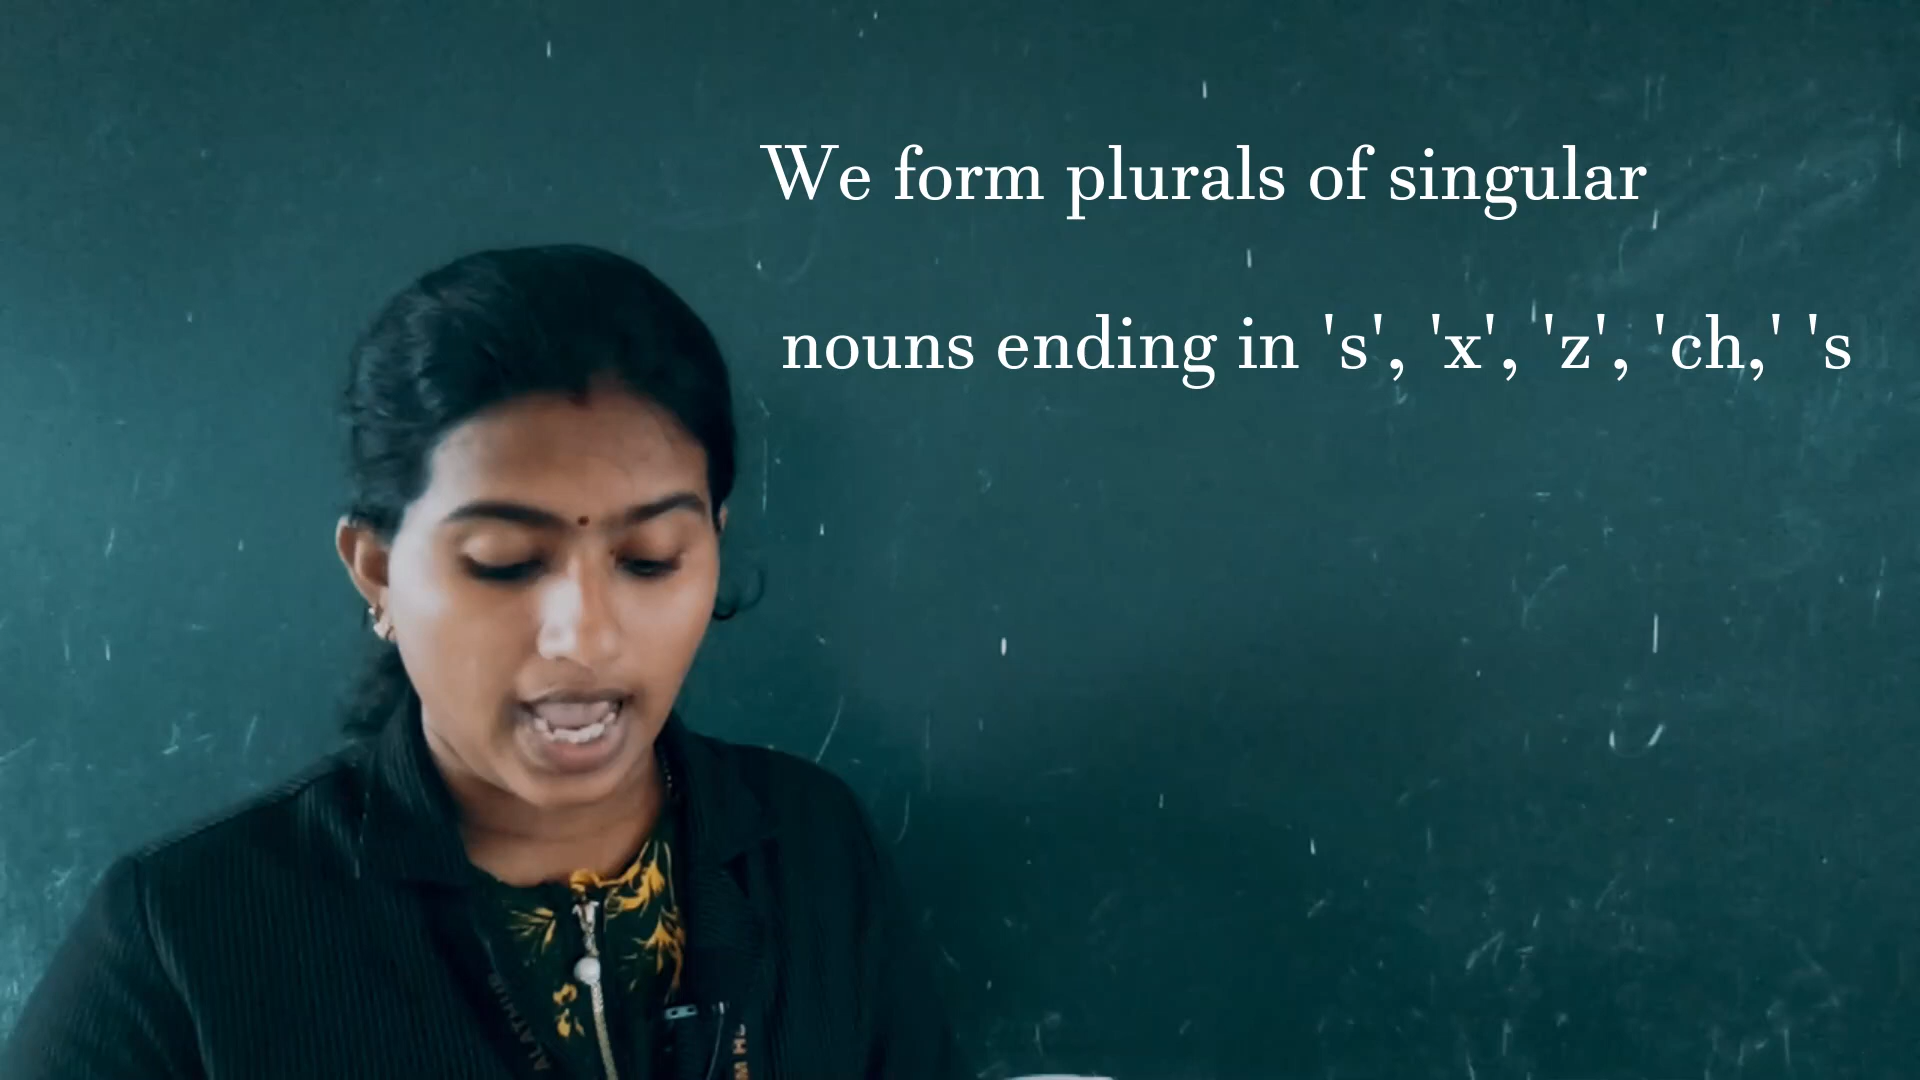 We form plurals of singular
nouns ending in 's', 'x', 'z', 'ch,' 's